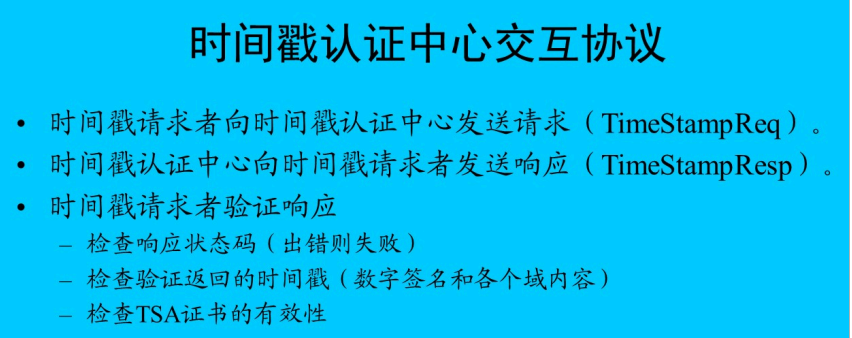 时间戳认证中心交互协议
• 时间戳请求者向时间戳认证中心发送请求（TimeStampReq）。
• 时间戳认证中心向时间戳请求者发送响应（TimeStampResp）。
• 时间戳请求者验证响应
– 检查响应状态码（出错则失败）
– 检查验证返回的时间戳（数字签名和各个域内容）
– 检查TSA证书的有效性